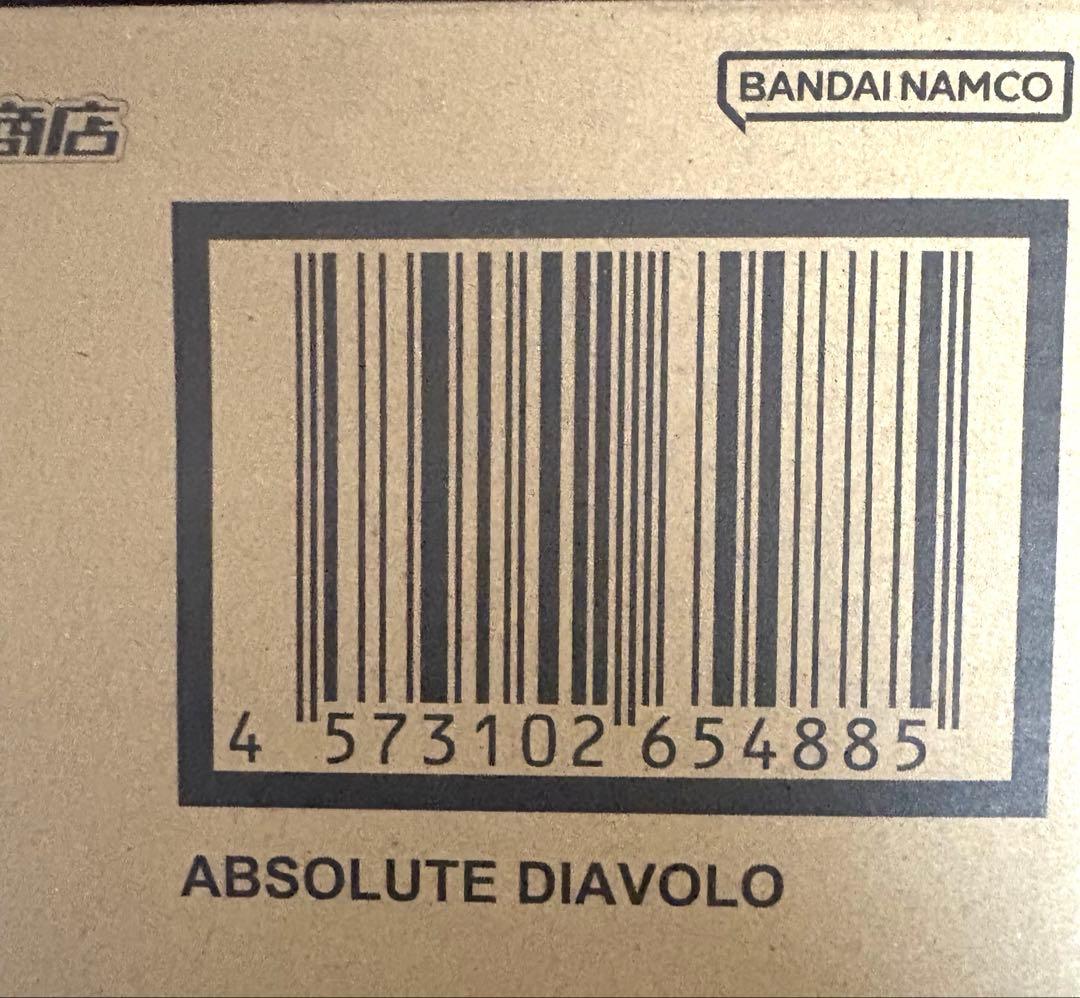 BANDAI NAMCO
商店
4 573102 654885
ABSOLUTE DIAVOLO